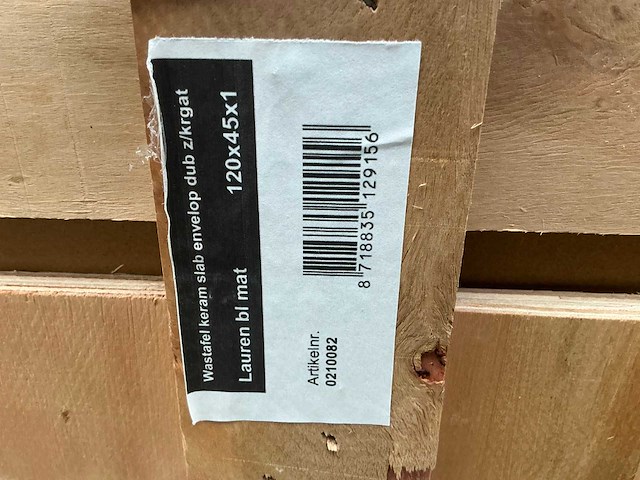 Wastafel keram slab envelop dub z/krgat
Lauren bl mat 120x45x1
Artikelnr.
0210082
8 718835 129156